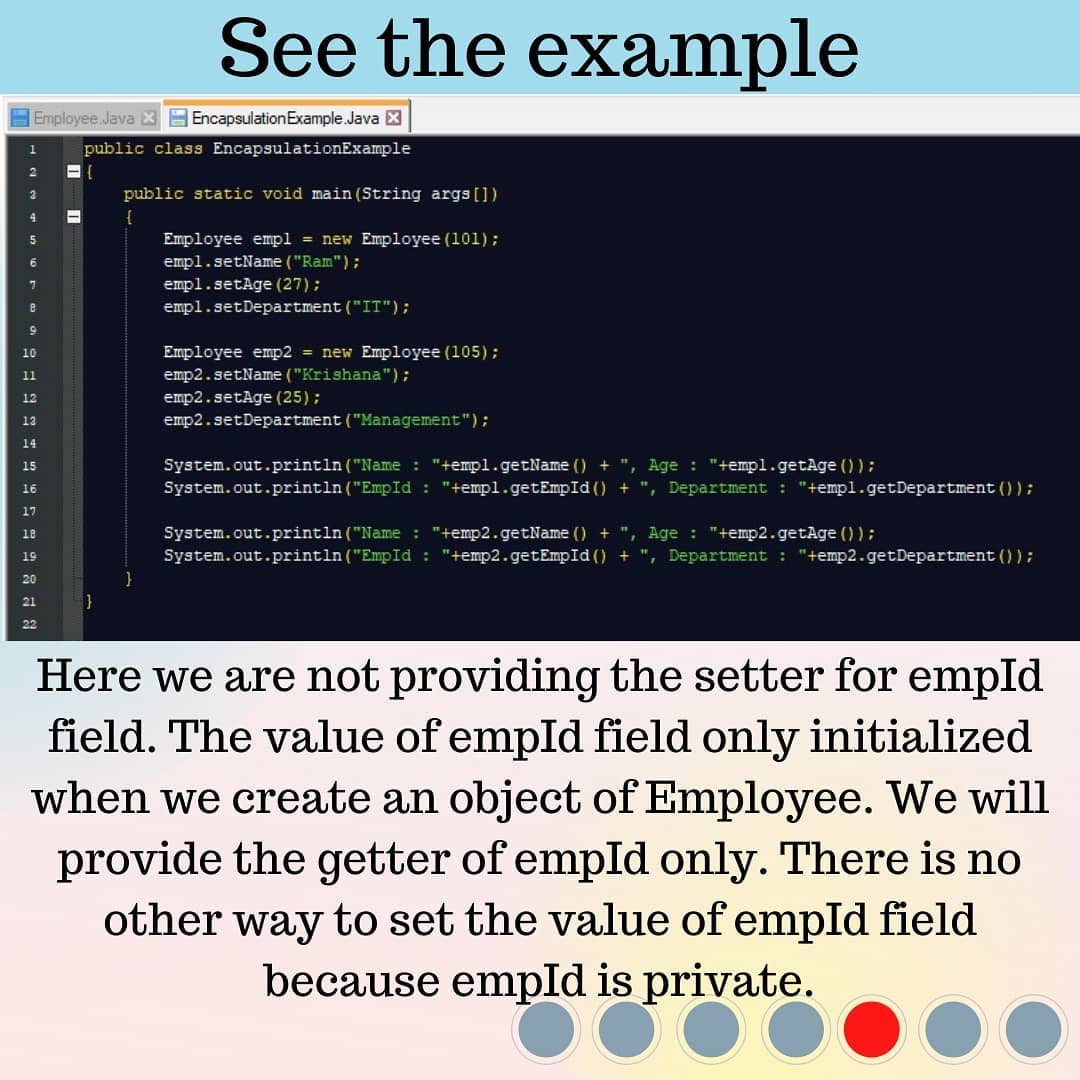 See the example
Employee.Java
EncapsulationExample.Java
1 public class EncapsulationExample
2 {
3 public static void main(String args[])
4 {
5 Employee emp1 = new Employee(101);
6 emp1.setName("Ram");
7 emp1.setAge(27);
8 emp1.setDepartment("IT");
9
10 Employee emp2 = new Employee(105);
11 emp2.setName("Krishana");
12 emp2.setAge(25);
13 emp2.setDepartment("Management");
14
15 System.out.println("Name : "+emp1.getName() + ", Age : "+emp1.getAge());
16 System.out.println("EmpId : "+emp1.getEmpId() + ", Department : "+emp1.getDepartment());
17
18 System.out.println("Name : "+emp2.getName() + ", Age : "+emp2.getAge());
19 System.out.println("EmpId : "+emp2.getEmpId() + ", Department : "+emp2.getDepartment());
20 }
21 }
22
Here we are not providing the setter for empId
field. The value of empId field only initialized
when we create an object of Employee. We will
provide the getter of empId only. There is no
other way to set the value of empId field
because empId is private.